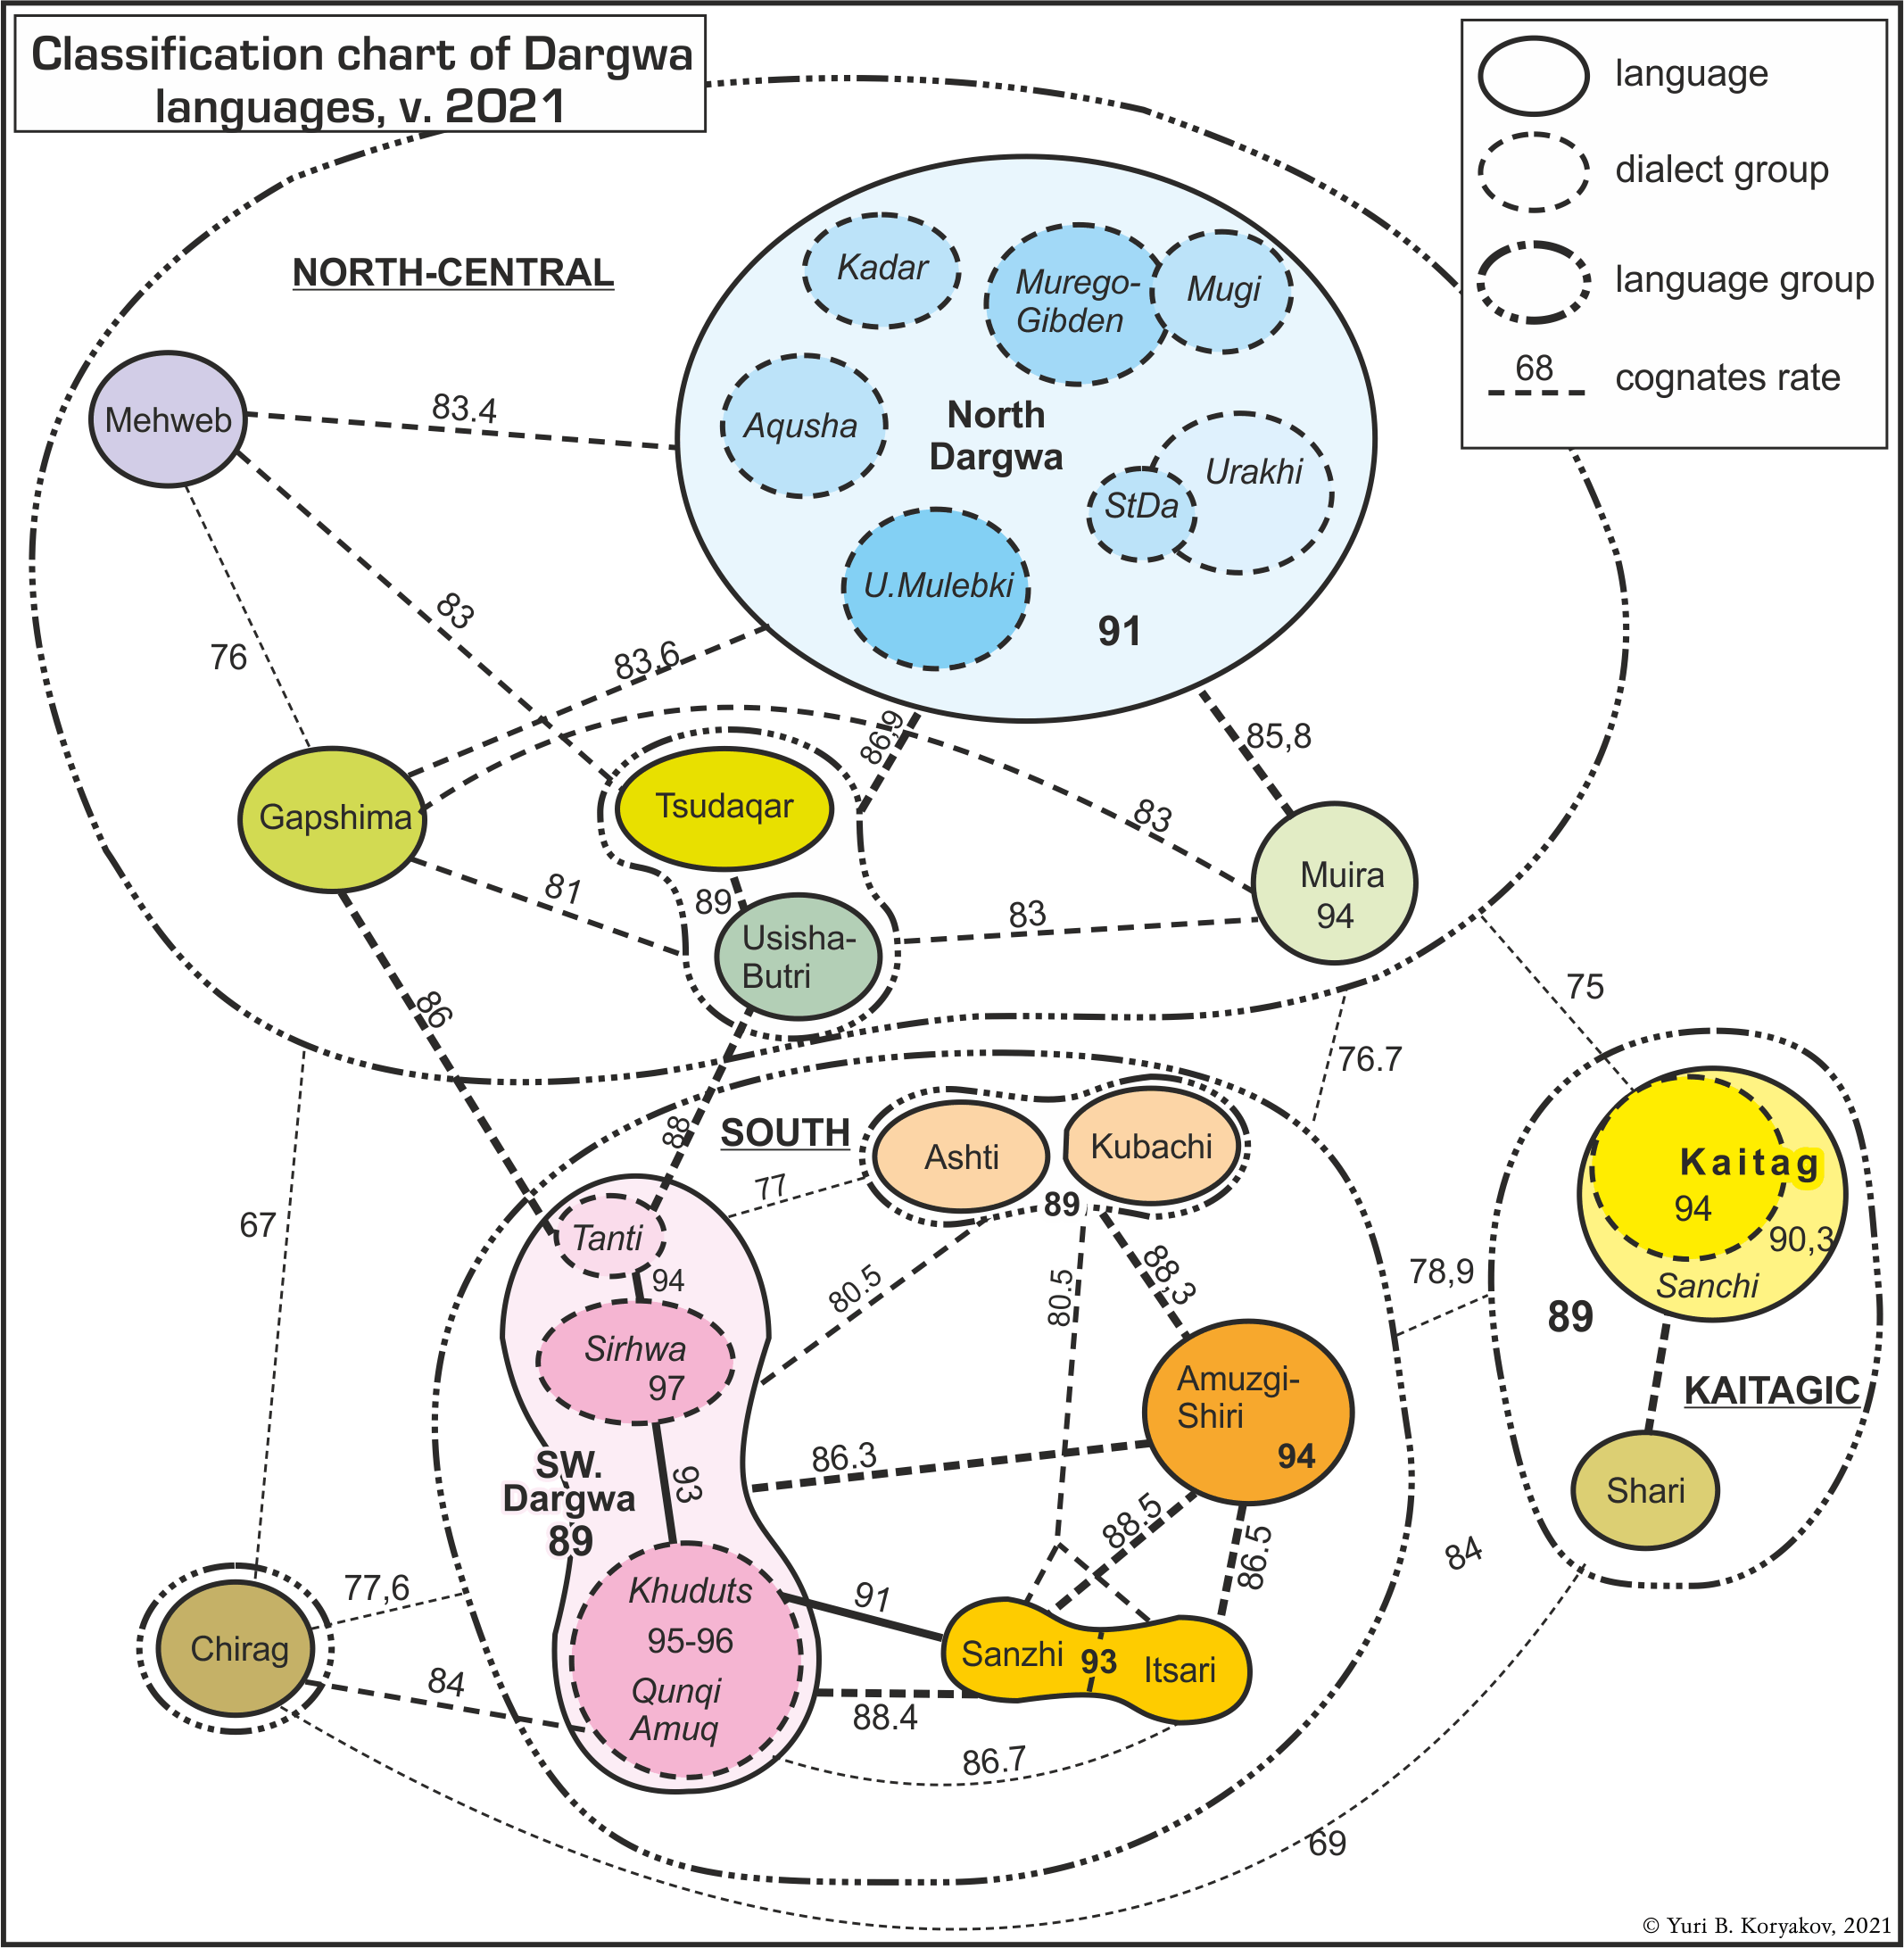 Classification chart of Dargwa
languages, v. 2021
language
dialect group
language group
68
cognates rate
NORTH-CENTRAL
Kadar
Murego-
Gibden
Mugi
Mehweb
83.4
Aqusha
North
Dargwa
Urakhi
StDa
U.Mulebki
91
83
76
83.6
86,9
85,8
Gapshima
Tsudaqar
83
Muira
94
81
89
Usisha-
Butri
83
86
75
76.7
88
SOUTH
Ashti
Kubachi
89
77
Kaitag
94
90,3
Sanchi
67
Tanti
94
80.5
80.5
88,3
78,9
89
Sirhwa
97
Amuzgi-
Shiri
94
KAITAGIC
SW.
Dargwa
89
93
86.3
88.5
86.5
Shari
84
Khuduts
95-96
Qunqi
Amuq
91
Sanzhi
93
Itsari
77,6
Chirag
84
88.4
86.7
69
© Yuri B. Koryakov, 2021